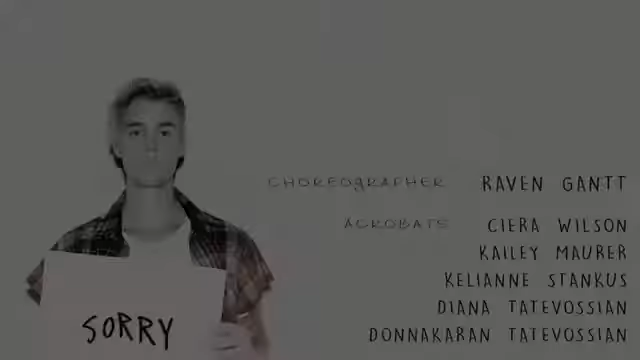 CHOREOGRAPHER RAVEN GANTT
ACROBATS CIERA WILSON
KAILEY MAURER
KELIANNE STANKUS
DIANA TATEVOSSIAN
DONNAKARAN TATEVOSSIAN
SORRY